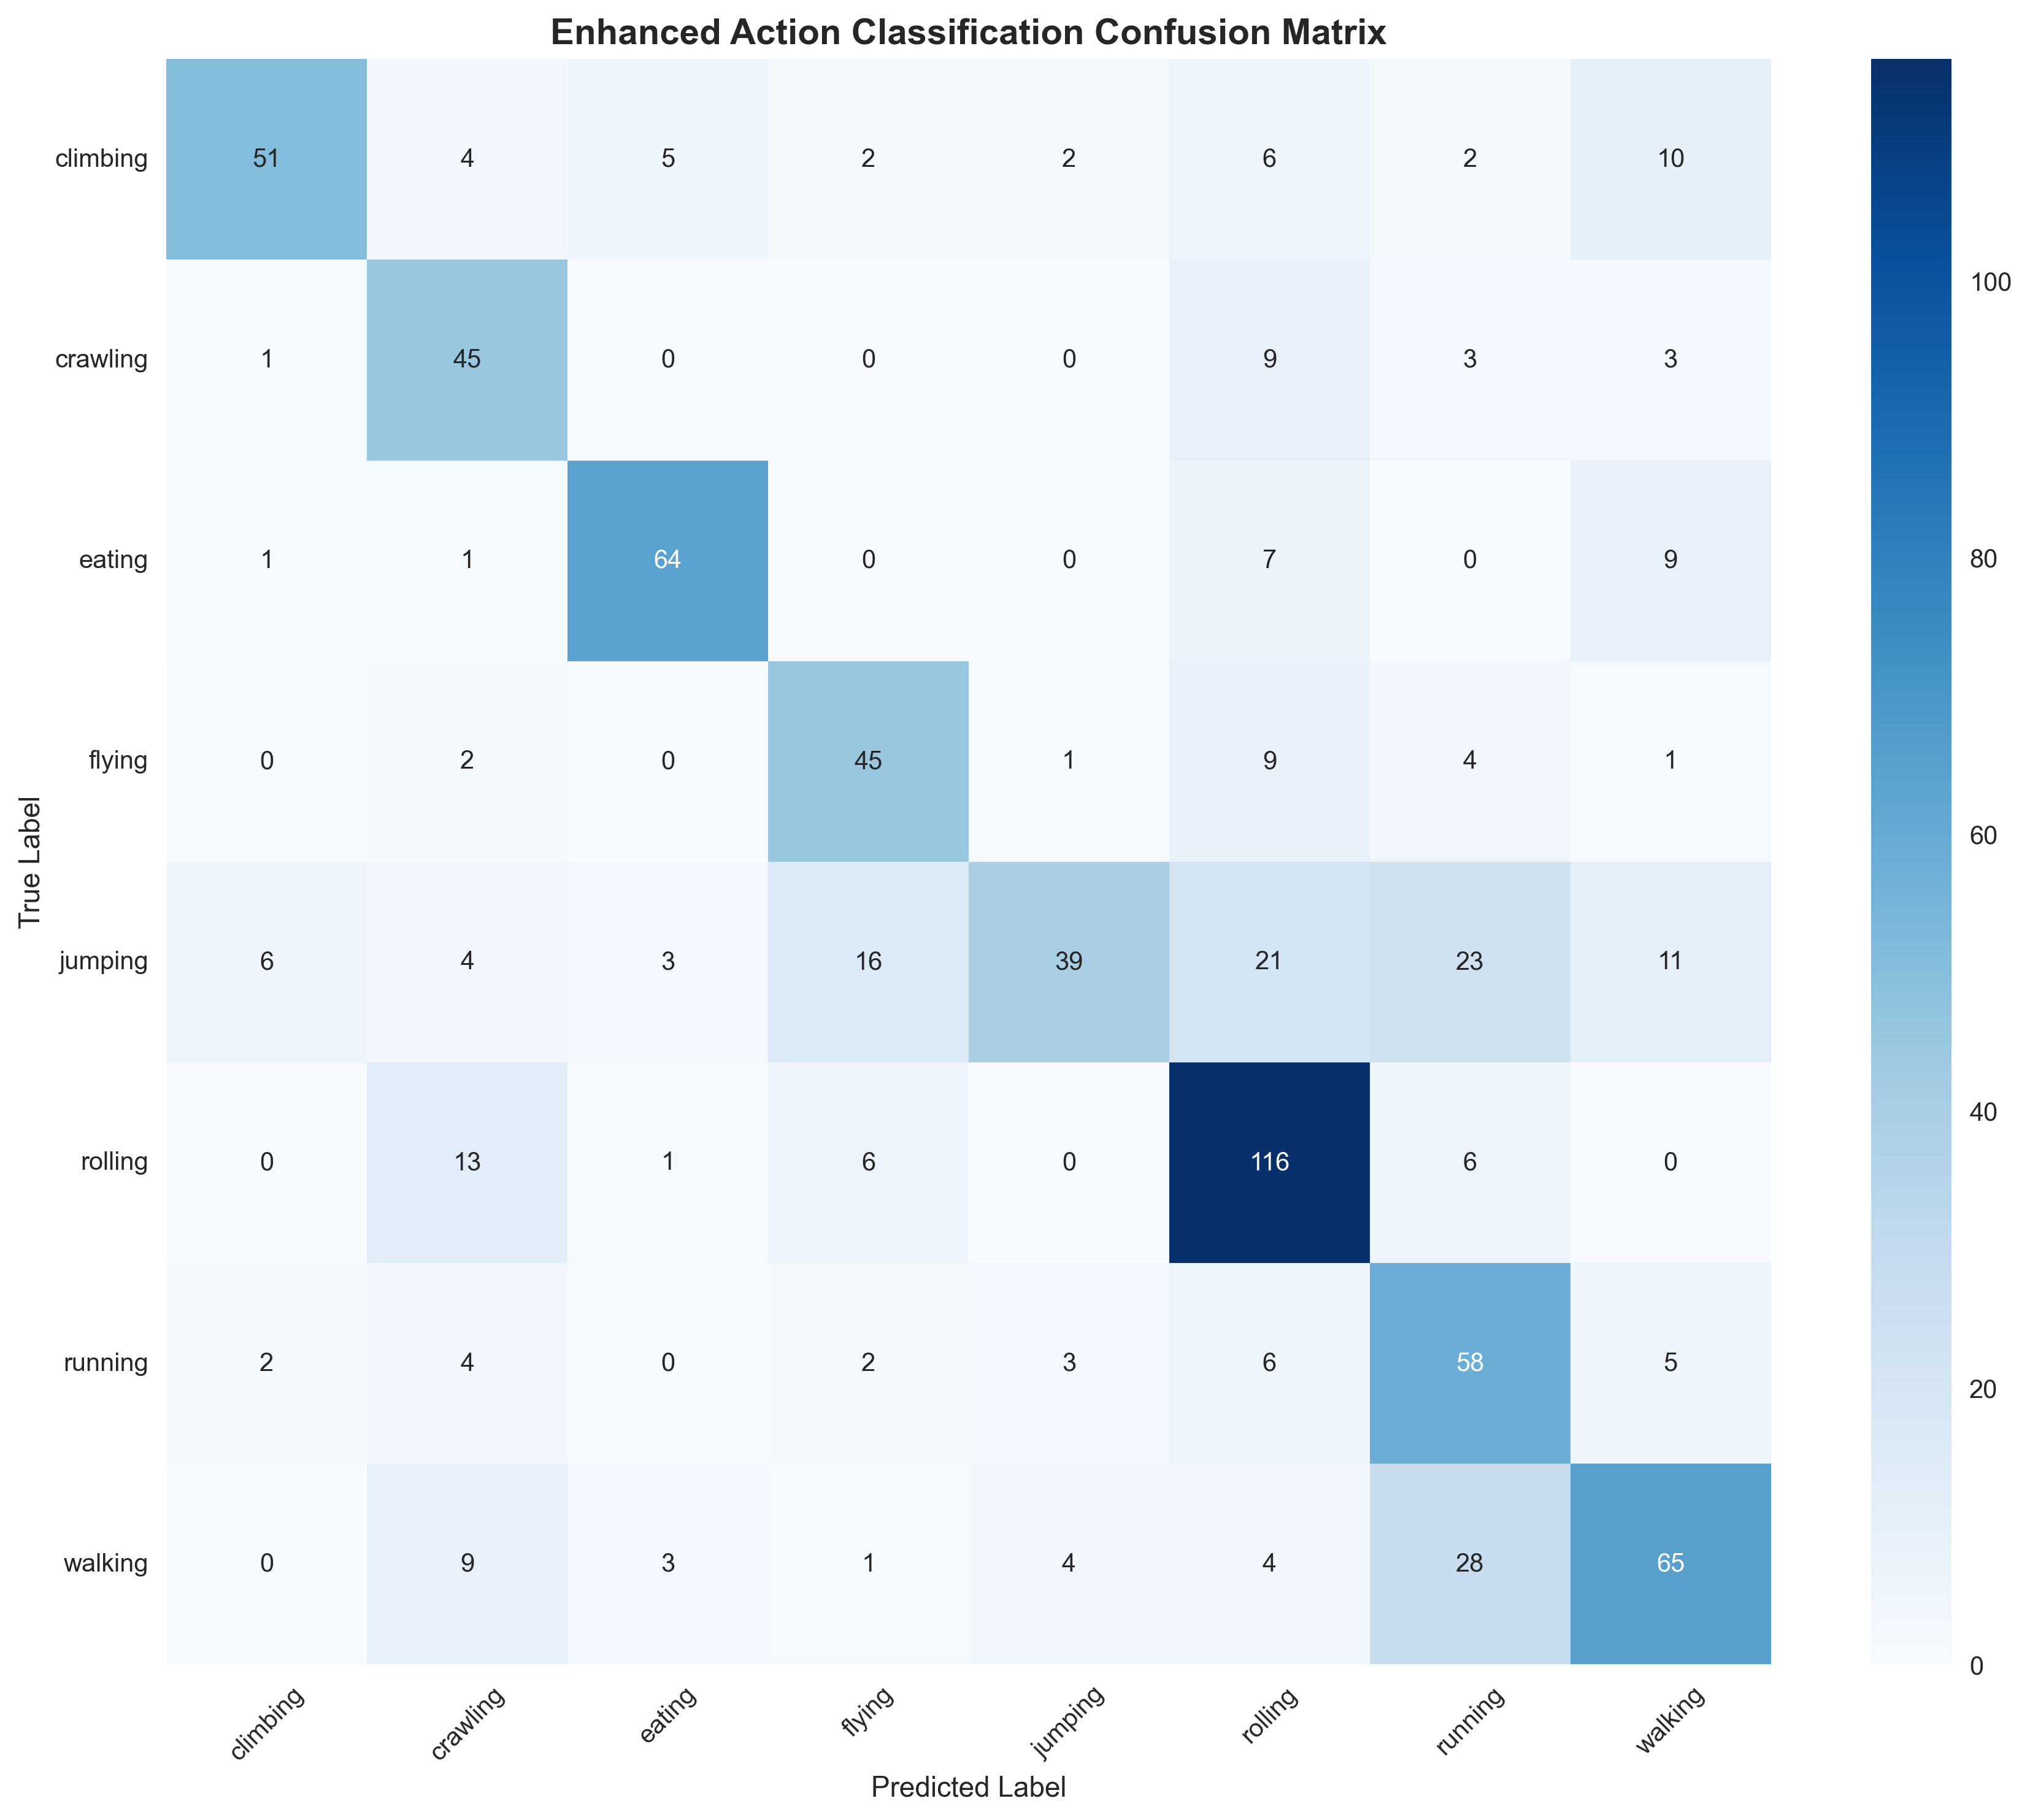 Enhanced Action Classification Confusion Matrix
climbing 51 4 5 2 2 6 2 10
crawling 1 45 0 0 0 9 3 3
eating 1 1 64 0 0 7 0 9
flying 0 2 0 45 1 9 4 1
jumping 6 4 3 16 39 21 23 11
rolling 0 13 1 6 0 116 6 0
running 2 4 0 2 3 6 58 5
walking 0 9 3 1 4 4 28 65
climbing crawling eating flying jumping rolling running walking
Predicted Label
True Label
100
80
60
40
20
0